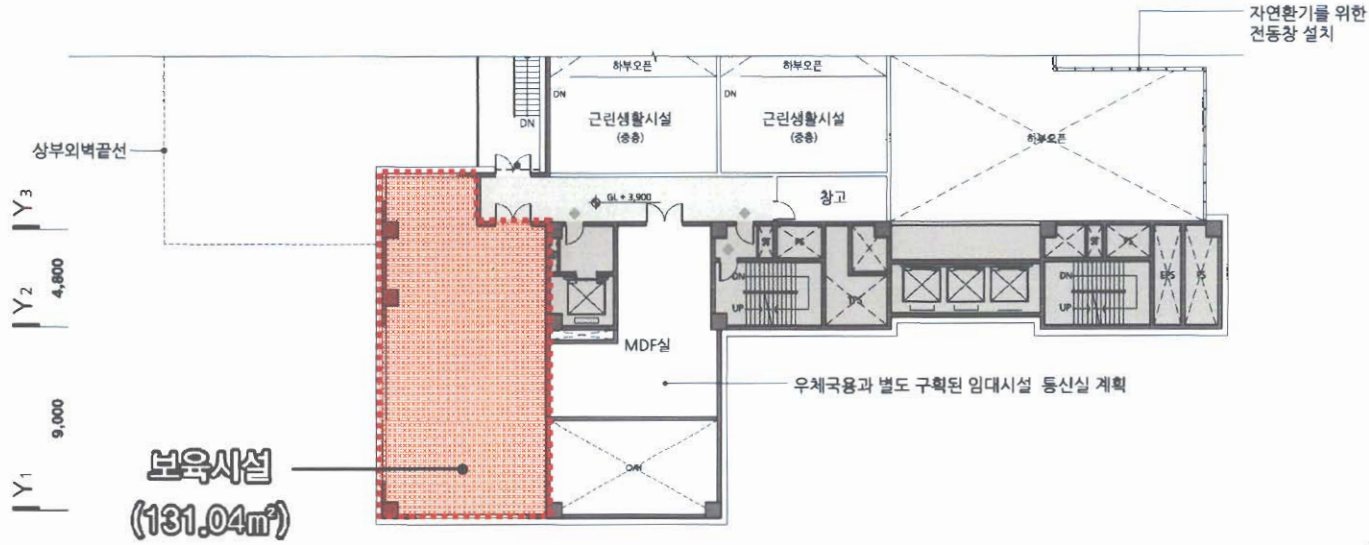 자연환기를 위한
전동창 설치
하부오픈
하부오픈
DN
DN
DN
근린생활시설
(중층)
근린생활시설
(중층)
하부오픈
상부외벽끝선
GL + 3,900
창고
Y3
4,800
Y2
9,000
Y1
PS
DN
UP
DN
UP
EPS
PS
MDF실
우체국용과 별도 구획된 임대시설 통신실 계획
보육시설
(131.04㎡)